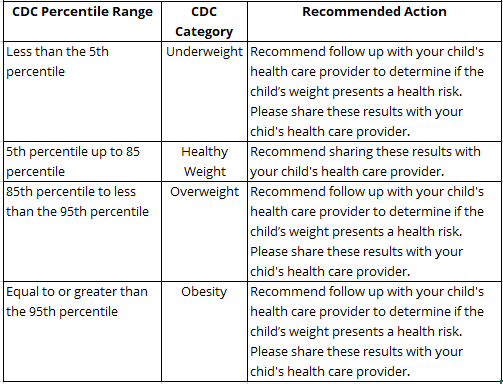 CDC Percentile Range
CDC
Category
Recommended Action
Less than the 5th
percentile
Underweight
Recommend follow up with your child's
health care provider to determine if the
child’s weight presents a health risk.
Please share these results with your
chid's health care provider.
5th percentile up to 85
percentile
Healthy
Weight
Recommend sharing these results with
your child's health care provider.
85th percentile to less
than the 95th percentile
Overweight
Recommend follow up with your child's
health care provider to determine if the
child’s weight presents a health risk.
Please share these results with your
chid's health care provider.
Equal to or greater than
the 95th percentile
Obesity
Recommend follow up with your child's
health care provider to determine if the
child’s weight presents a health risk.
Please share these results with your
chid's health care provider.